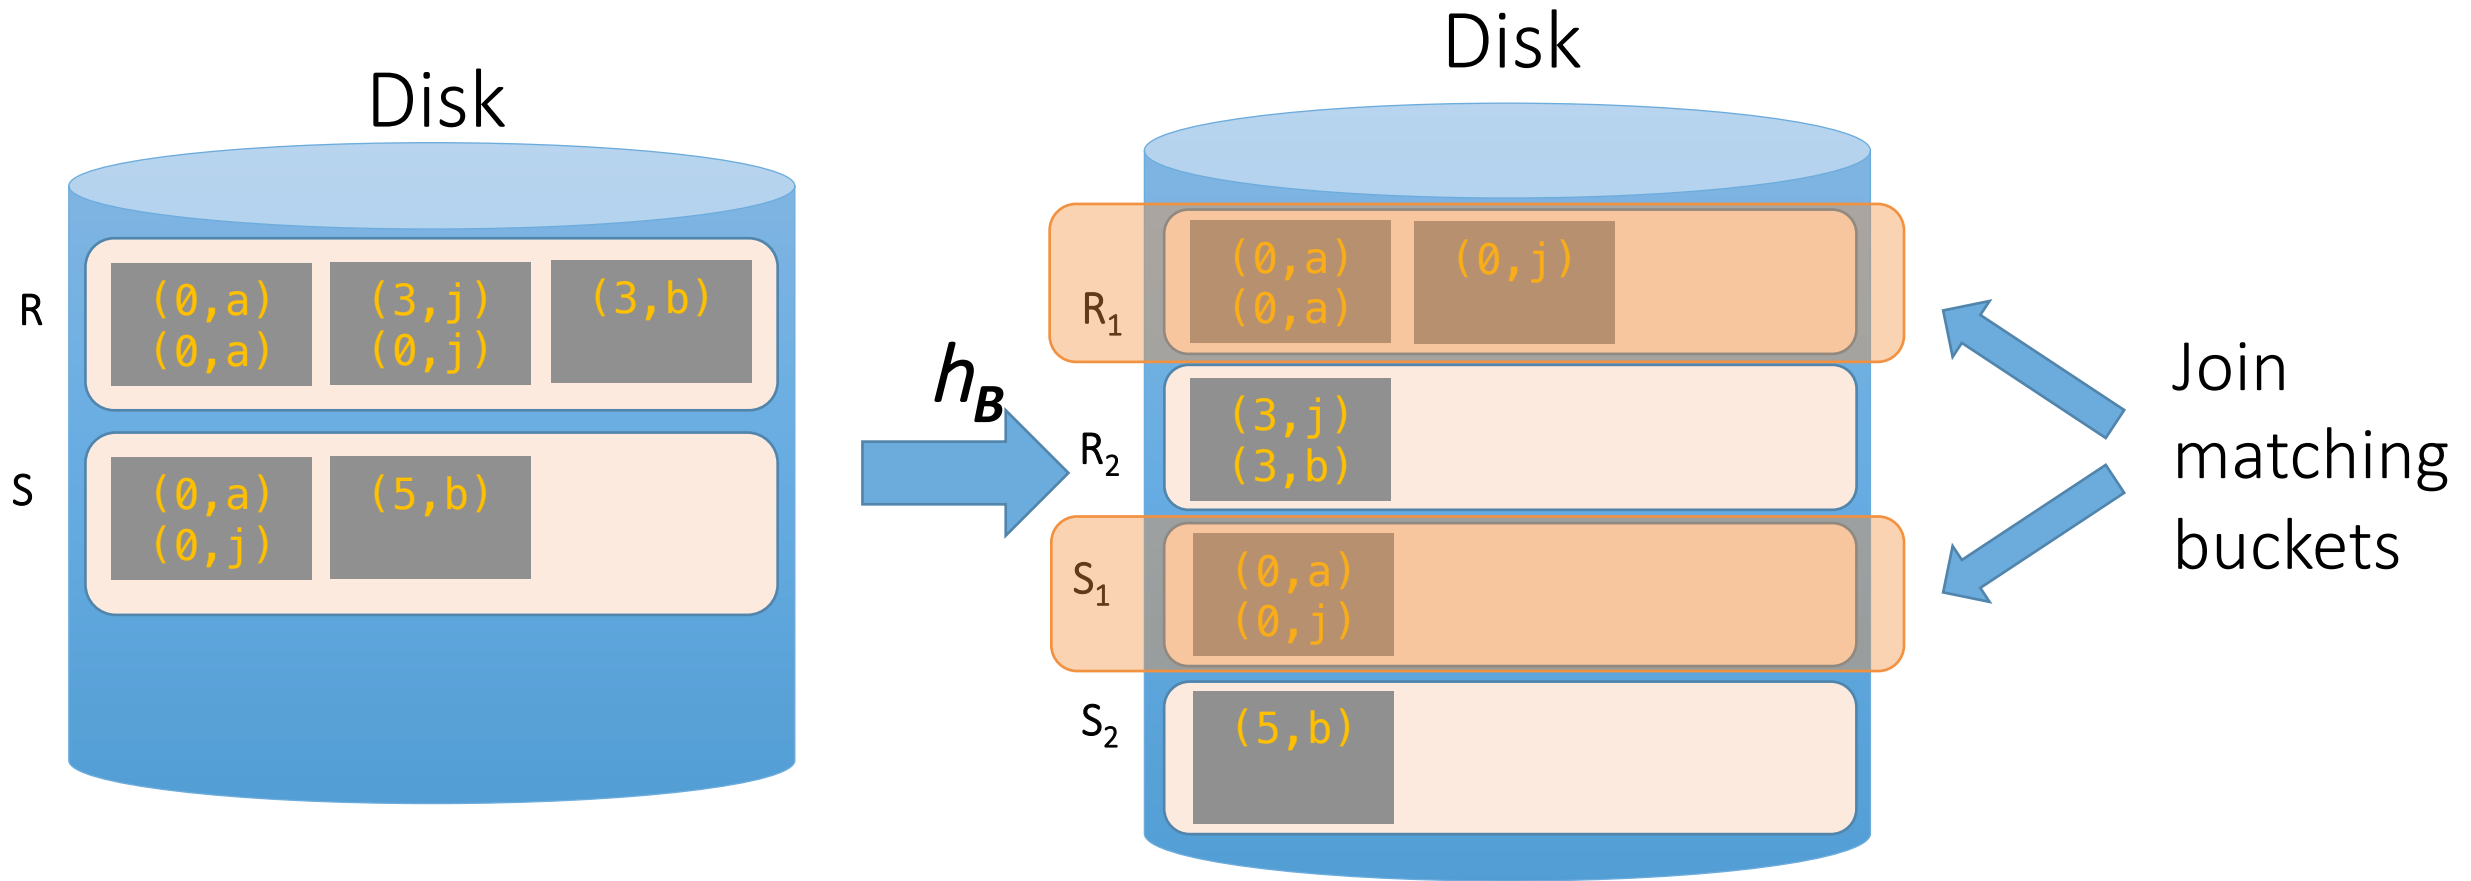 Disk
R
(0,a)
(0,a)
(3,j)
(0,j)
(3,b)
S
(0,a)
(0,j)
(5,b)
h_B
Disk
R₁
(0,a)
(0,a)
(0,j)
R₂
(3,j)
(3,b)
S₁
(0,a)
(0,j)
S₂
(5,b)
Join
matching
buckets